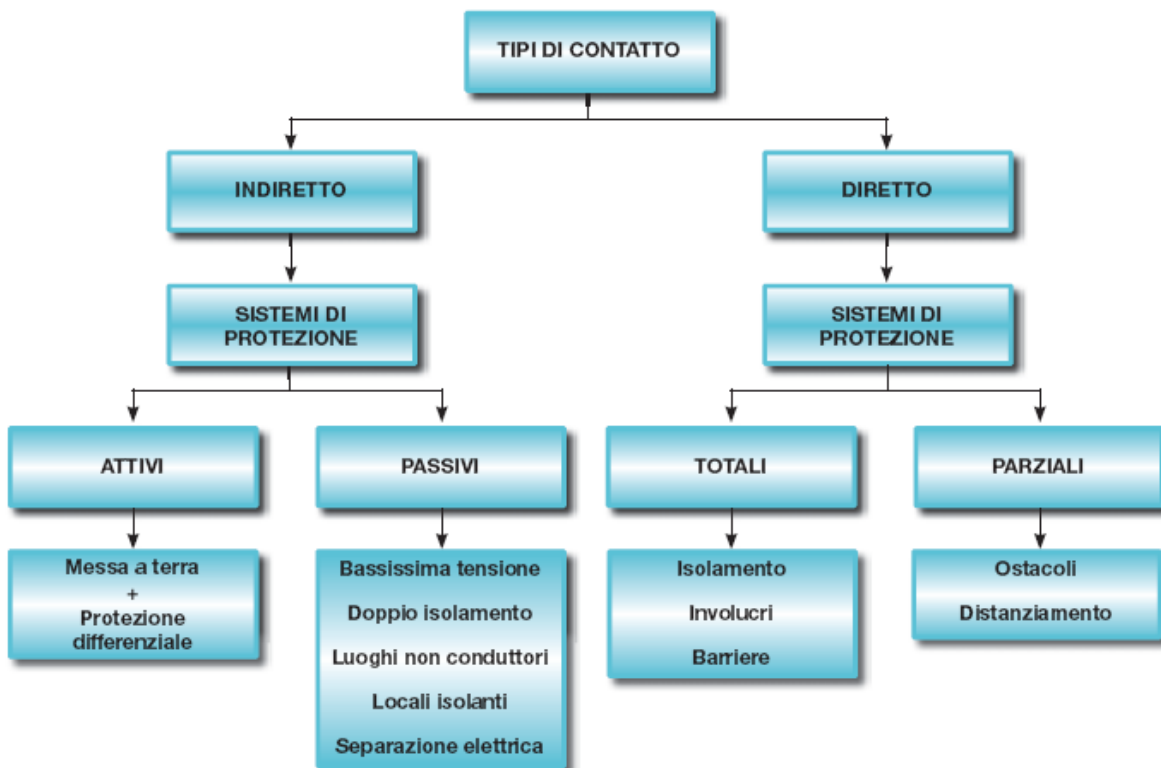 TIPI DI CONTATTO
INDIRETTO
DIRETTO
SISTEMI DI
PROTEZIONE
SISTEMI DI
PROTEZIONE
ATTIVI
PASSIVI
TOTALI
PARZIALI
Messa a terra
+
Protezione
differenziale
Bassissima tensione
Doppio isolamento
Luoghi non conduttori
Locali isolanti
Separazione elettrica
Isolamento
Involucri
Barriere
Ostacoli
Distanziamento